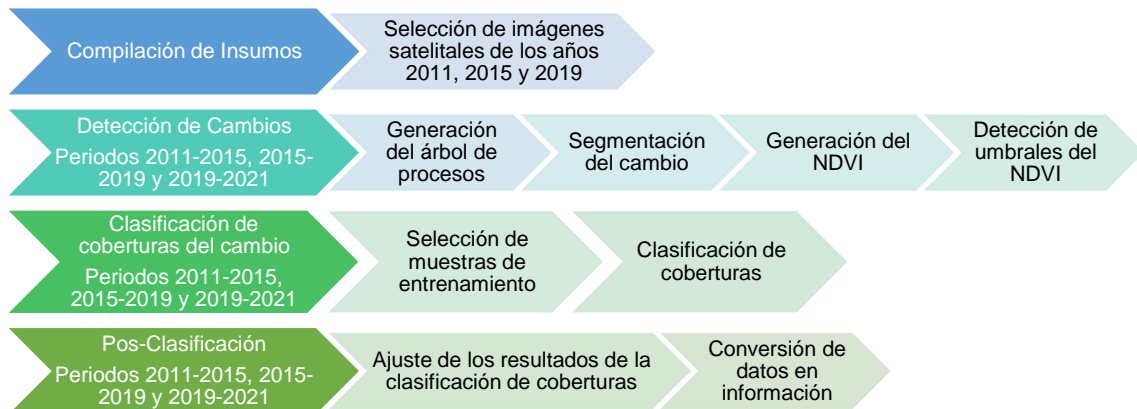 Compilación de Insumos
Selección de imágenes
satelitales de los años
2011, 2015 y 2019
Detección de Cambios
Periodos 2011-2015, 2015-
2019 y 2019-2021
Generación
del árbol de
procesos
Segmentación
del cambio
Generación del
NDVI
Detección de
umbrales del
NDVI
Clasificación de
coberturas del cambio
Periodos 2011-2015,
2015-2019 y 2019-2021
Selección de
muestras de
entrenamiento
Clasificación de
coberturas
Pos-Clasificación
Periodos 2011-2015, 2015-
2019 y 2019-2021
Ajuste de los resultados de la
clasificación de coberturas
Conversión de
datos en
información